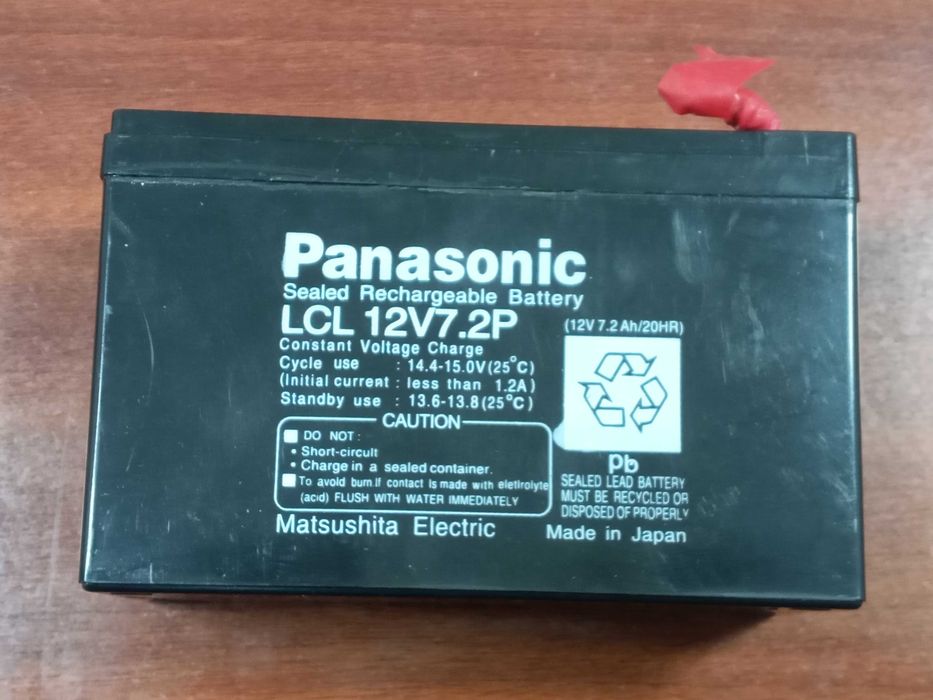 Panasonic
Sealed Rechargeable Battery
LCL 12V7.2P
(12V 7.2 Ah/20HR)
Constant Voltage Charge
Cycle use : 14.4-15.0V(25°C)
(Initial current : less than 1.2A)
Standby use : 13.6-13.8(25°C)
CAUTION
DO NOT :
• Short-circuit
• Charge in a sealed container.
To avoid burn if contact is made with eletlrolyte
(acid) FLUSH WITH WATER IMMEDIATELY
Pb
SEALED LEAD BATTERY
MUST BE RECYCLED OR
DISPOSED OF PROPERLY
Matsushita Electric
Made in Japan